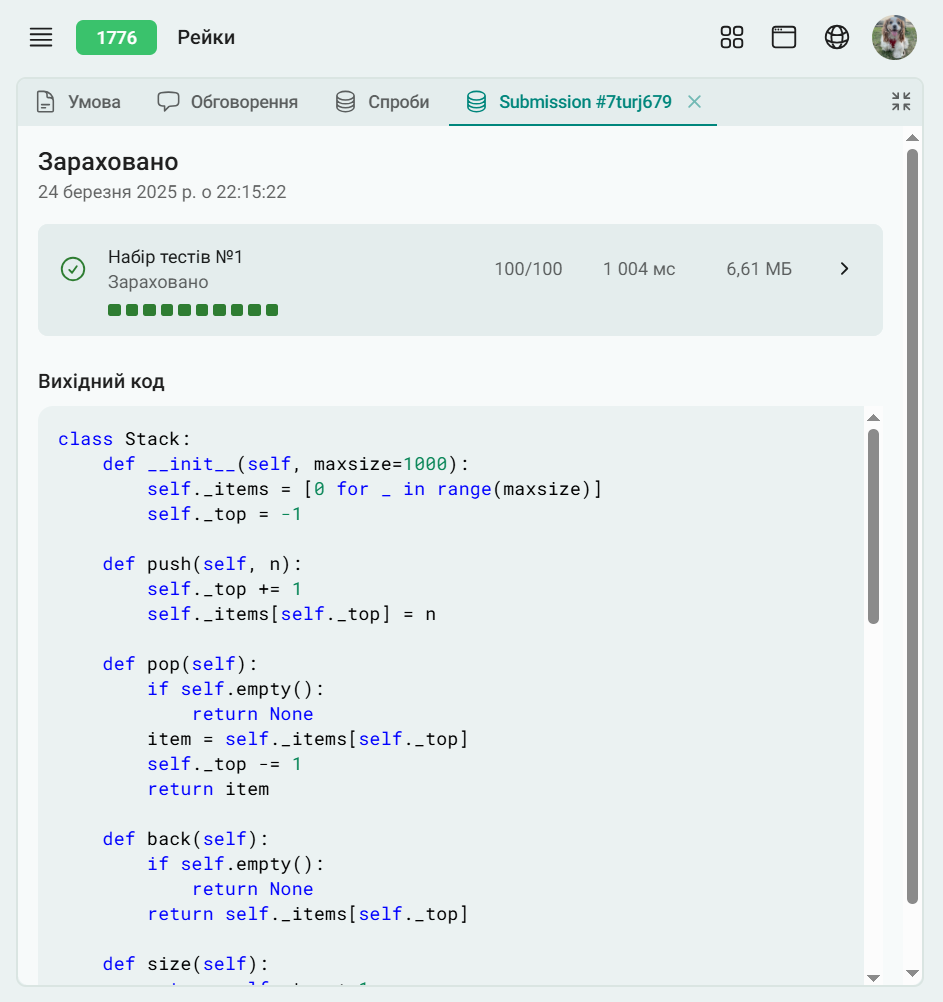 1776 Рейки
Умова Обговорення Спроби Submission #7turj679
Зараховано
24 березня 2025 р. о 22:15:22
Набір тестів №1
Зараховано
100/100 1 004 мс 6,61 МБ
Вихідний код
class Stack:
    def __init__(self, maxsize=1000):
        self._items = [0 for _ in range(maxsize)]
        self._top = -1
    def push(self, n):
        self._top += 1
        self._items[self._top] = n
    def pop(self):
        if self.empty():
            return None
        item = self._items[self._top]
        self._top -= 1
        return item
    def back(self):
        if self.empty():
            return None
        return self._items[self._top]
    def size(self):